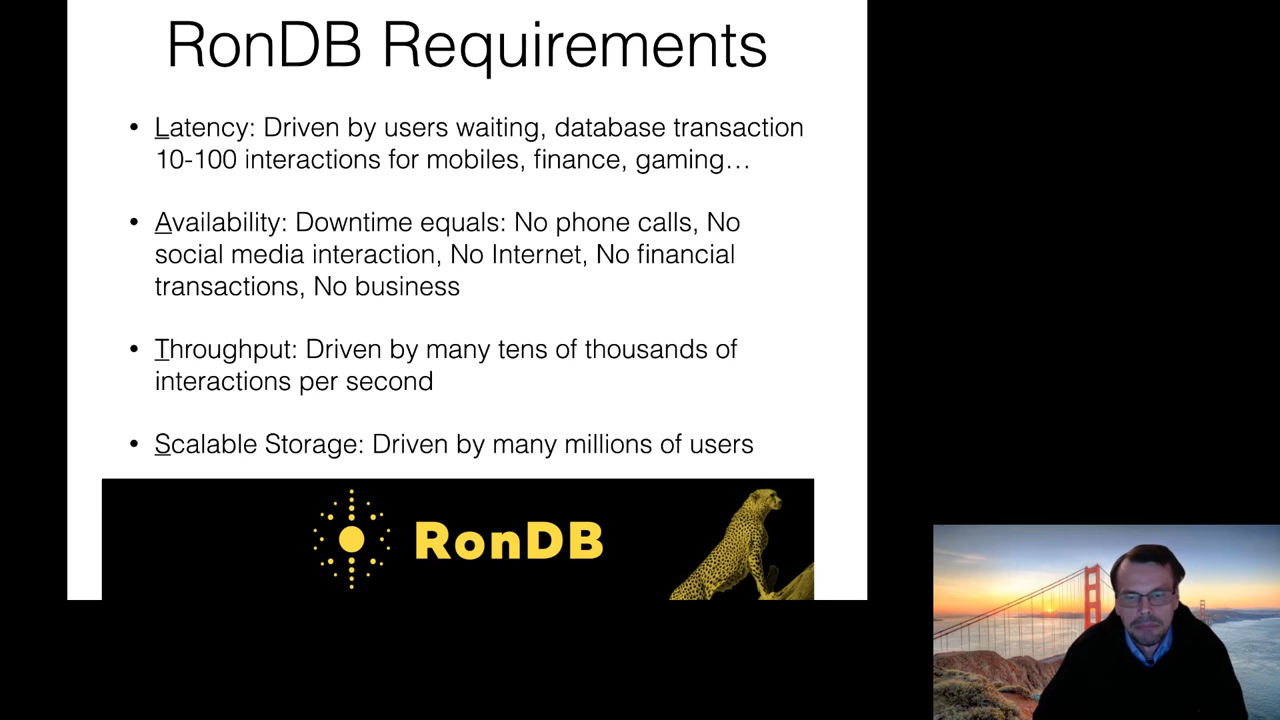 RonDB Requirements
• Latency: Driven by users waiting, database transaction
10-100 interactions for mobiles, finance, gaming…
• Availability: Downtime equals: No phone calls, No
social media interaction, No Internet, No financial
transactions, No business
• Throughput: Driven by many tens of thousands of
interactions per second
• Scalable Storage: Driven by many millions of users
RonDB